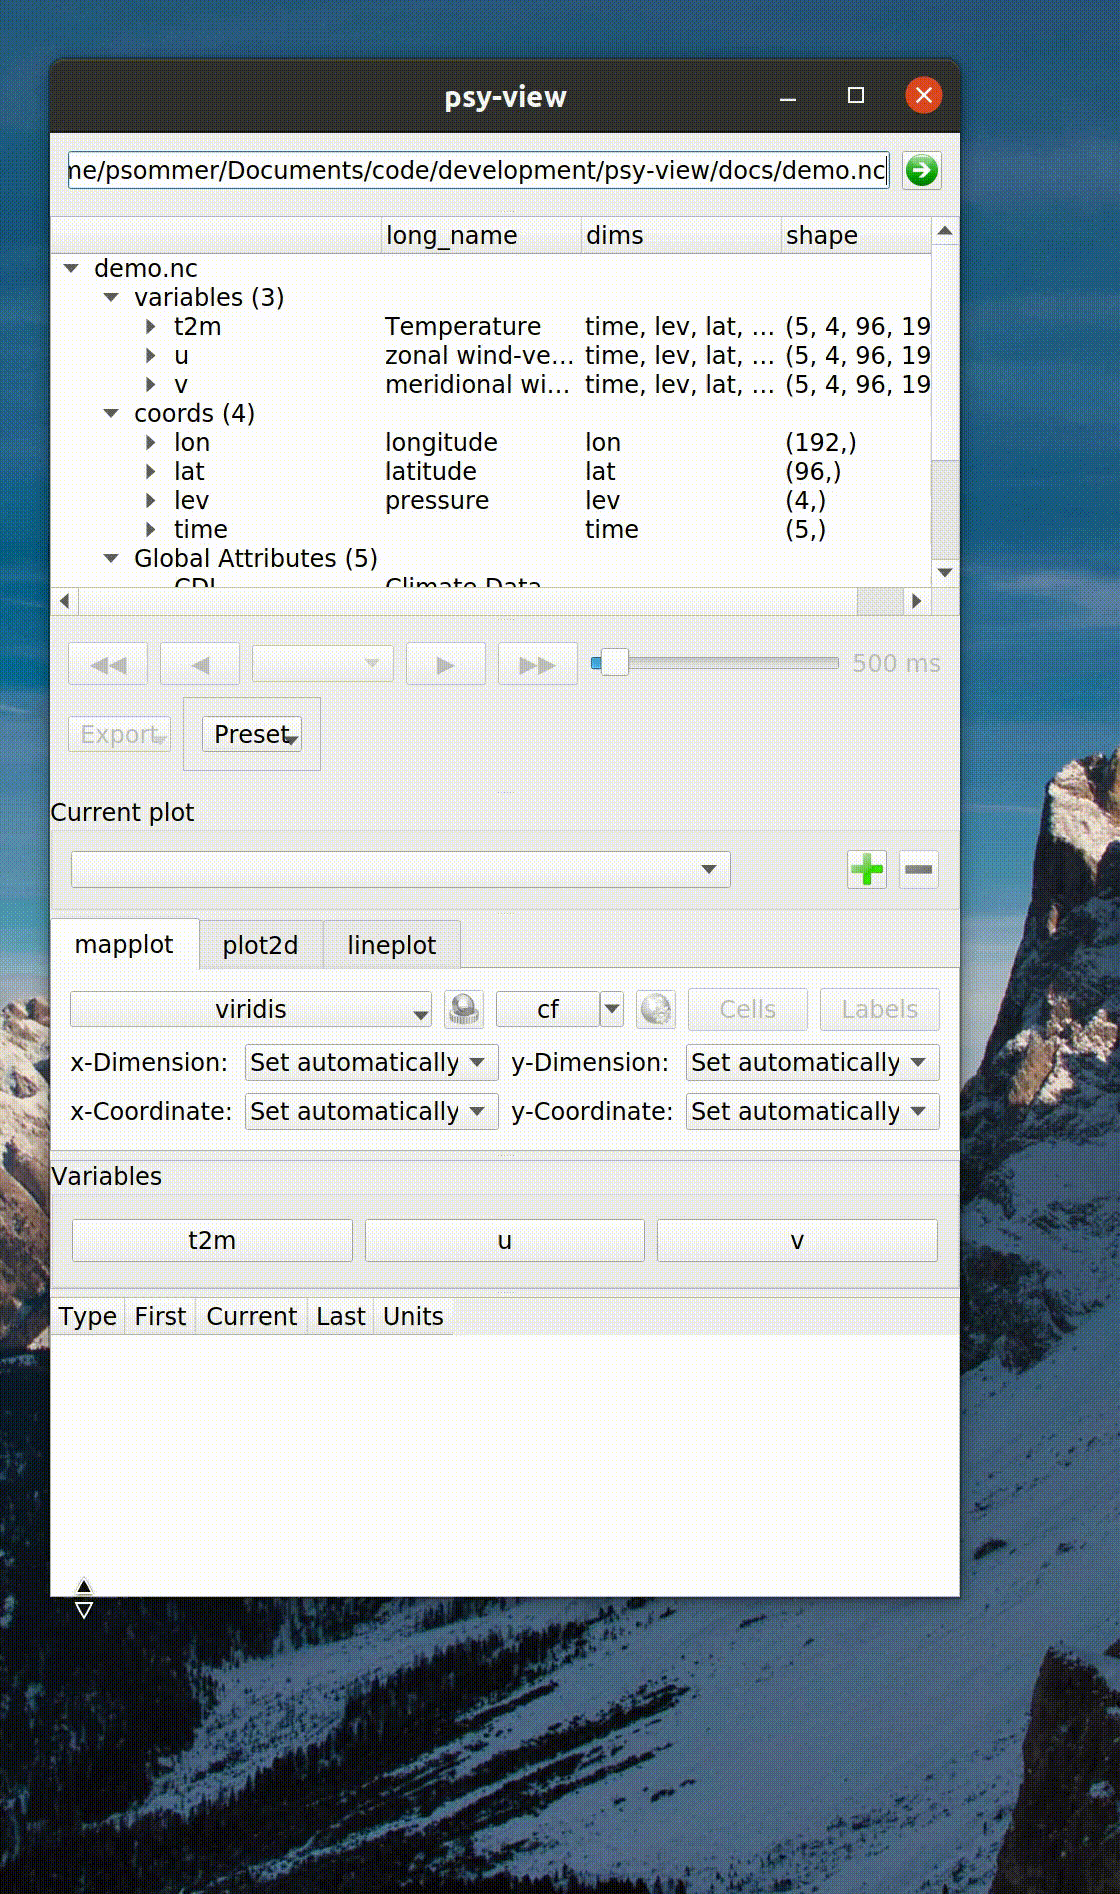 psy-view
me/psommer/Documents/code/development/psy-view/docs/demo.nc
long_name dims shape
demo.nc
variables (3)
t2m Temperature time, lev, lat, ... (5, 4, 96, 19
u zonal wind-ve... time, lev, lat, ... (5, 4, 96, 19
v meridional wi... time, lev, lat, ... (5, 4, 96, 19
coords (4)
lon longitude lon (192,)
lat latitude lat (96,)
lev pressure lev (4,)
time time (5,)
Global Attributes (5)
CDI Climate Data
500 ms
Export Preset
Current plot
mapplot plot2d lineplot
viridis cf Cells Labels
x-Dimension: Set automatically y-Dimension: Set automatically
x-Coordinate: Set automatically y-Coordinate: Set automatically
Variables
t2m u v
Type First Current Last Units